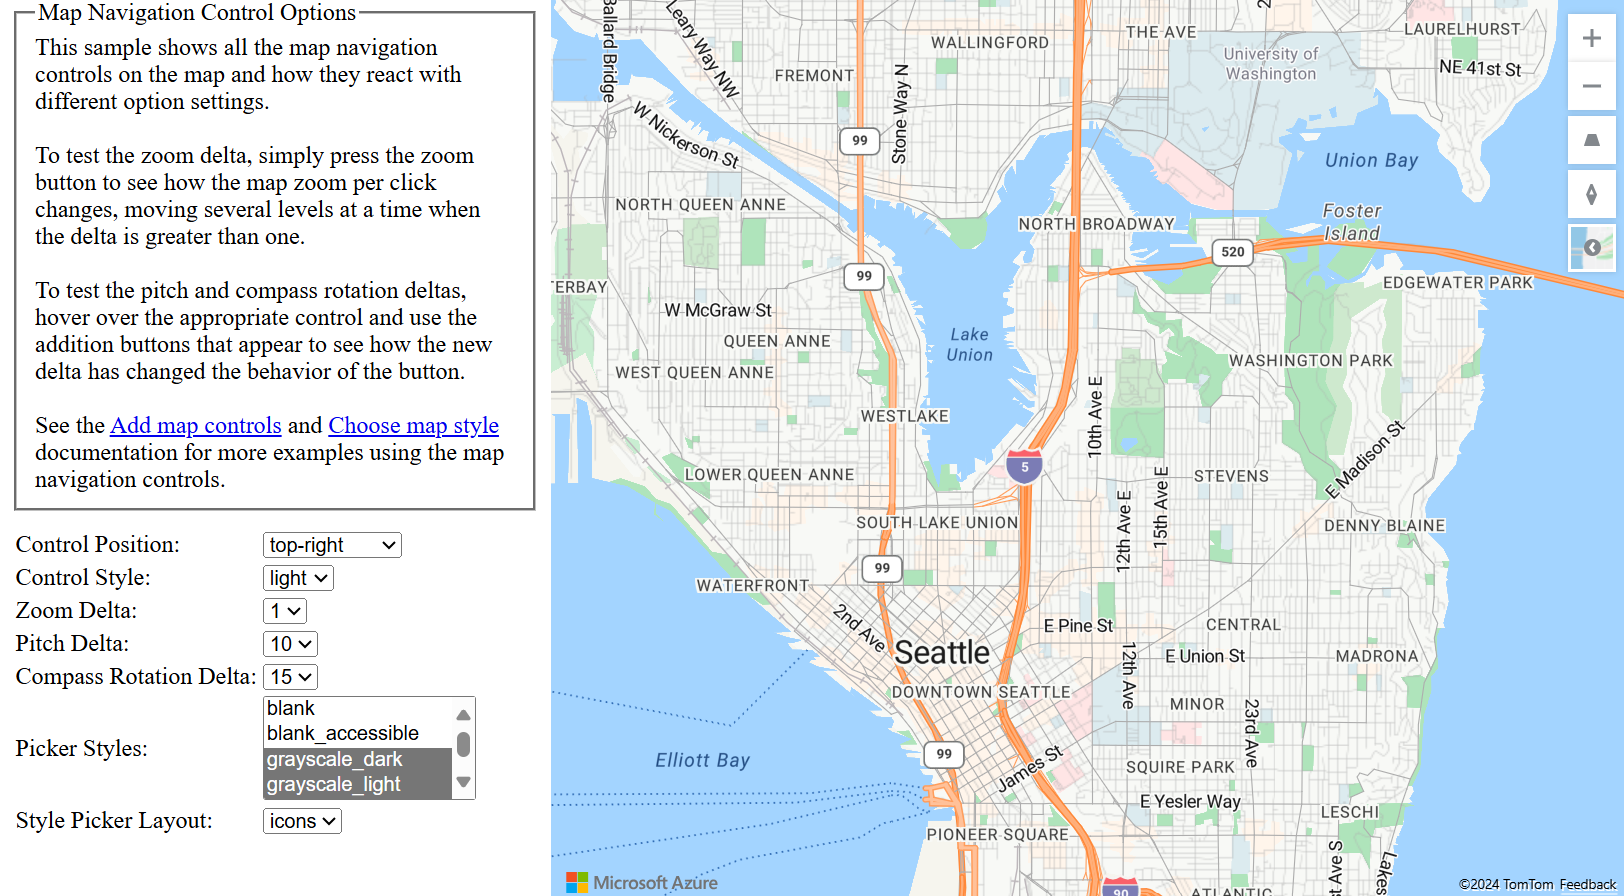 Map Navigation Control Options
This sample shows all the map navigation
controls on the map and how they react with
different option settings.
To test the zoom delta, simply press the zoom
button to see how the map zoom per click
changes, moving several levels at a time when
the delta is greater than one.
To test the pitch and compass rotation deltas,
hover over the appropriate control and use the
addition buttons that appear to see how the new
delta has changed the behavior of the button.
See the Add map controls and Choose map style
documentation for more examples using the map
navigation controls.
Control Position: top-right
Control Style: light
Zoom Delta: 1
Pitch Delta: 10
Compass Rotation Delta: 15
Picker Styles:
blank
blank_accessible
grayscale_dark
grayscale_light
Style Picker Layout: icons
Ballard Bridge
Leary Way NW
WALLINGFORD
THE AVE
2
LAURELHURST
University of
Washington
NE 41st St
FREMONT
Stone Way N
W Nickerson St
99
Union Bay
NORTH QUEEN ANNE
NORTH BROADWAY
Foster
Island
520
99
TERBAY
EDGEWATER PARK
W McGraw St
QUEEN ANNE
Lake
Union
WEST QUEEN ANNE
WASHINGTON PARK
WESTLAKE
10th Ave E
E Madison St
5
LOWER QUEEN ANNE
STEVENS
12th Ave E
15th Ave E
SOUTH LAKE UNION
DENNY BLAINE
99
WATERFRONT
2nd Ave
E Pine St
CENTRAL
Seattle
12th Ave
E Union St
MADRONA
DOWNTOWN SEATTLE
MINOR
23rd Ave
99
Elliott Bay
James St
SQUIRE PARK
E Yesler Way
LESCHI
PIONEER SQUARE
t Ave S
Lakes
90
ATLANTIC
Microsoft Azure
©2024 TomTom Feedback